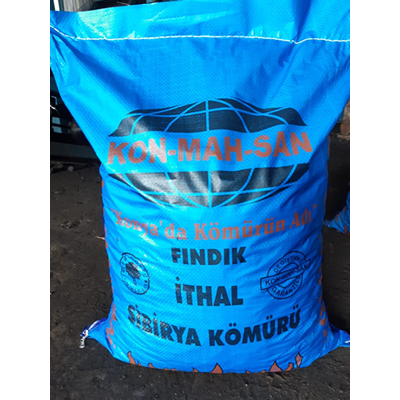 KON-MAH-SAN
"Konya'da Kömürün Adı"
FINDIK
İTHAL
SİBİRYA KÖMÜRÜ